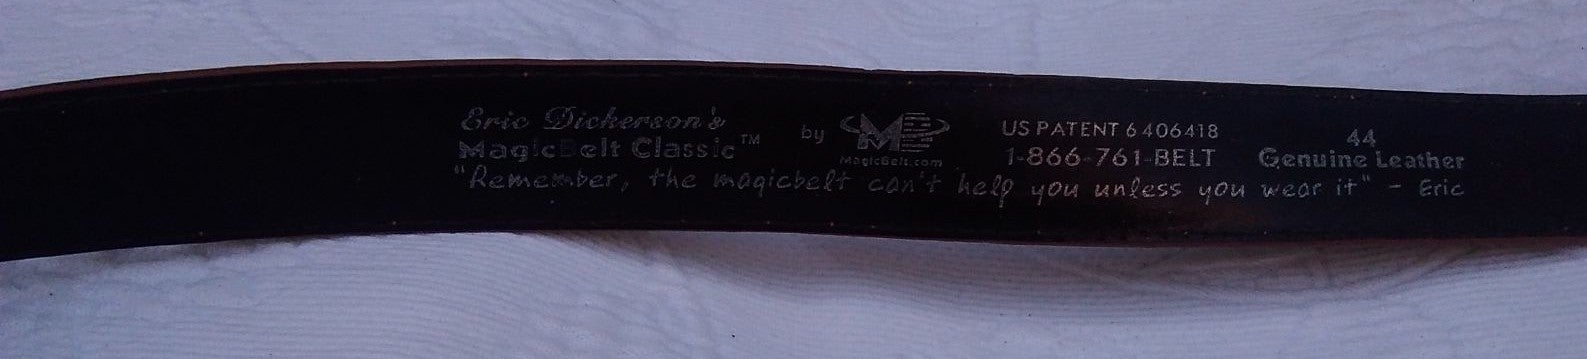 Eric Dickerson's
MagicBelt Classic™
by
M
MagicBelt.com
US PATENT 6406418
1-866-761-BELT
44
Genuine Leather
"Remember, the magicbelt can't help you unless you wear it" - Eric